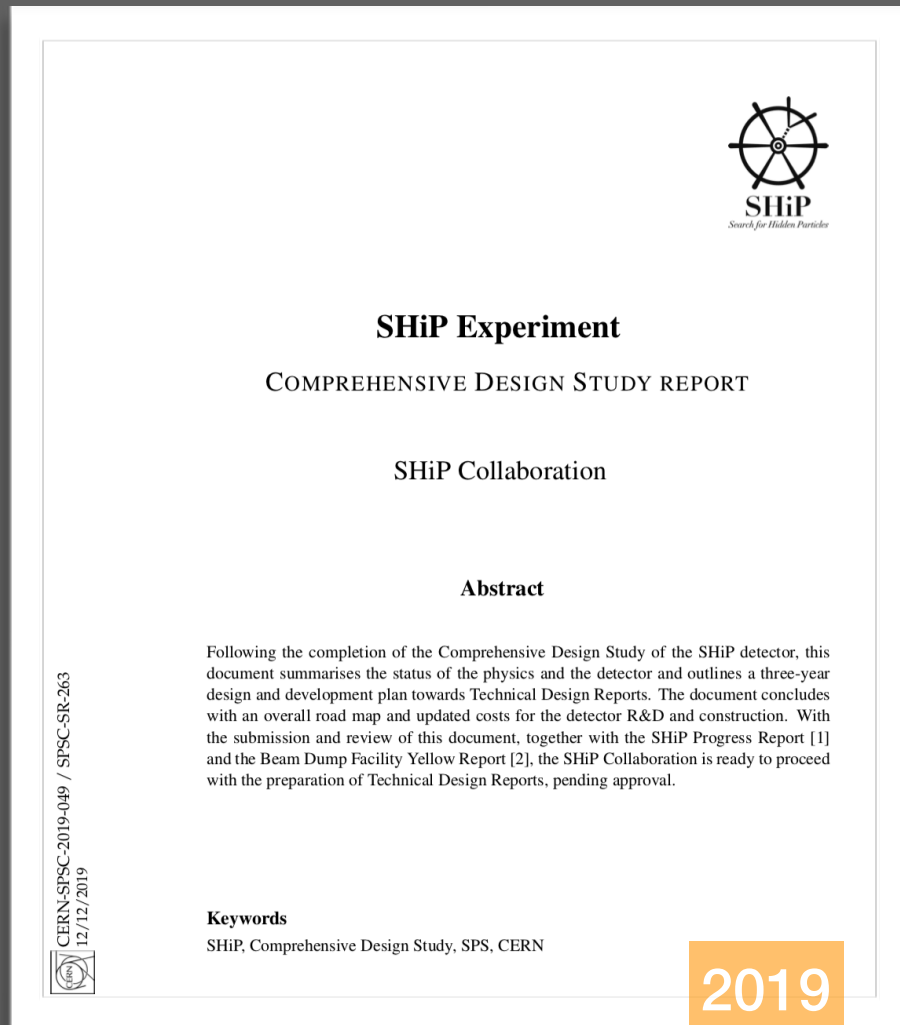 SHiP
Search for Hidden Particles
SHiP Experiment
COMPREHENSIVE DESIGN STUDY REPORT
SHiP Collaboration
Abstract
Following the completion of the Comprehensive Design Study of the SHiP detector, this
document summarises the status of the physics and the detector and outlines a three-year
design and development plan towards Technical Design Reports. The document concludes
with an overall road map and updated costs for the detector R&D and construction. With
the submission and review of this document, together with the SHiP Progress Report [1]
and the Beam Dump Facility Yellow Report [2], the SHiP Collaboration is ready to proceed
with the preparation of Technical Design Reports, pending approval.
Keywords
SHiP, Comprehensive Design Study, SPS, CERN
CERN-SPSC-2019-049 / SPSC-SR-263
12/12/2019
CERN
2019